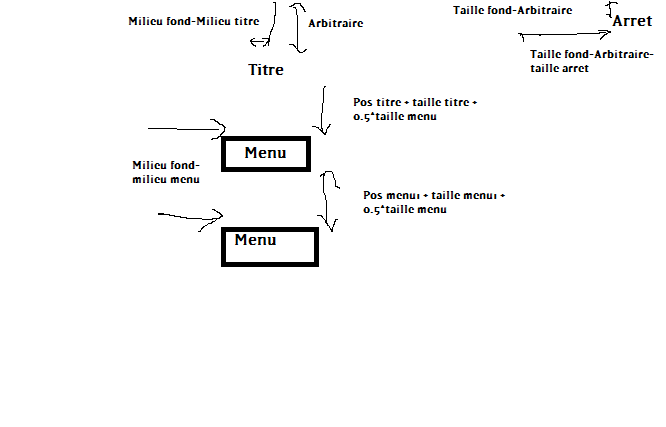 Milieu fond-Milieu titre
Arbitraire
Taille fond-Arbitraire
Arret
Taille fond-Arbitraire-
taille arret
Titre
Pos titre + taille titre +
0.5*taille menu
Menu
Milieu fond-
milieu menu
Pos menu1 + taille menu1 +
0.5*taille menu
Menu